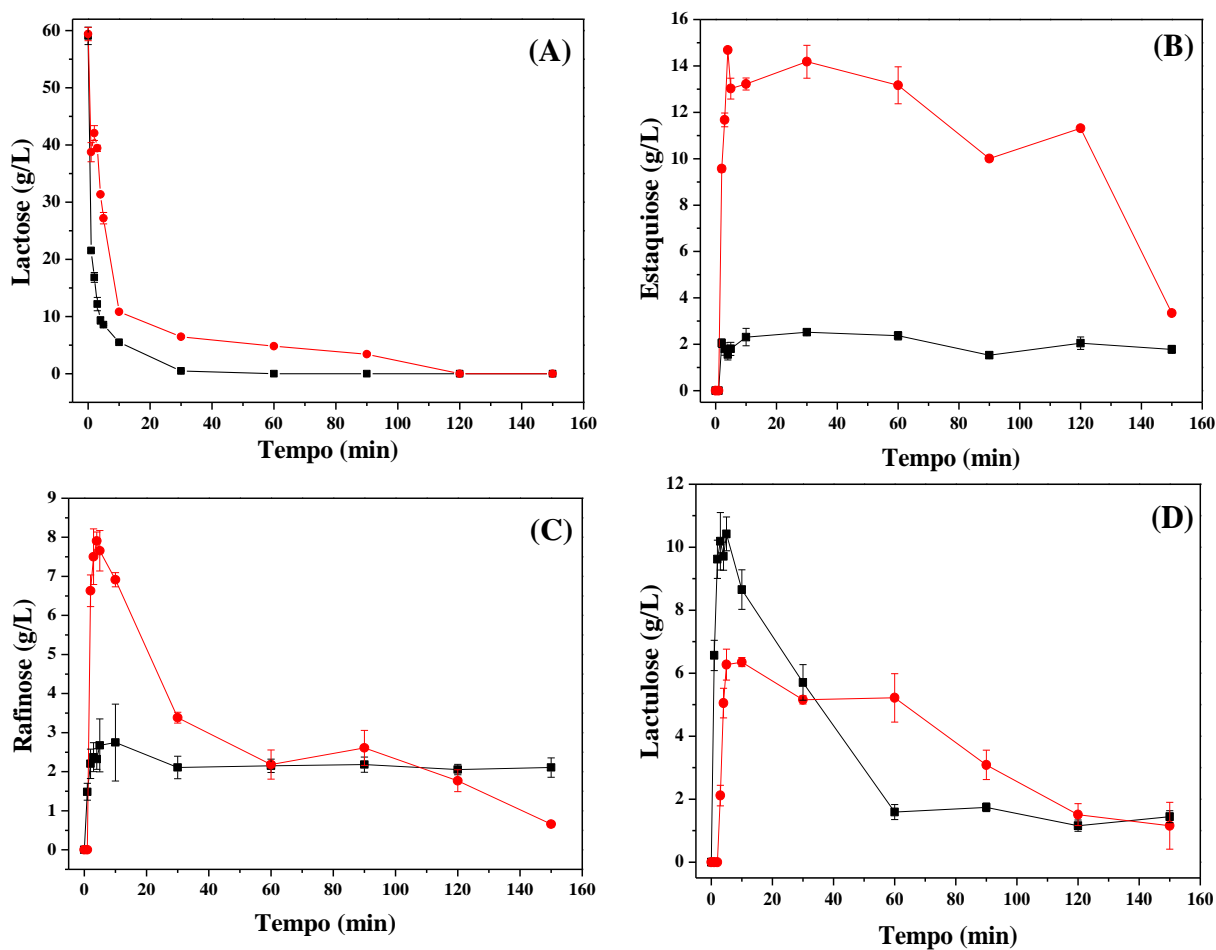 (A)
Lactose (g/L)
60
50
40
30
20
10
0
0 20 40 60 80 100 120 140 160
Tempo (min)
(B)
Estaquiose (g/L)
16
14
12
10
8
6
4
2
0
0 20 40 60 80 100 120 140 160
Tempo (min)
(C)
Rafinose (g/L)
9
8
7
6
5
4
3
2
1
0
0 20 40 60 80 100 120 140 160
Tempo (min)
(D)
Lactulose (g/L)
12
10
8
6
4
2
0
0 20 40 60 80 100 120 140 160
Tempo (min)